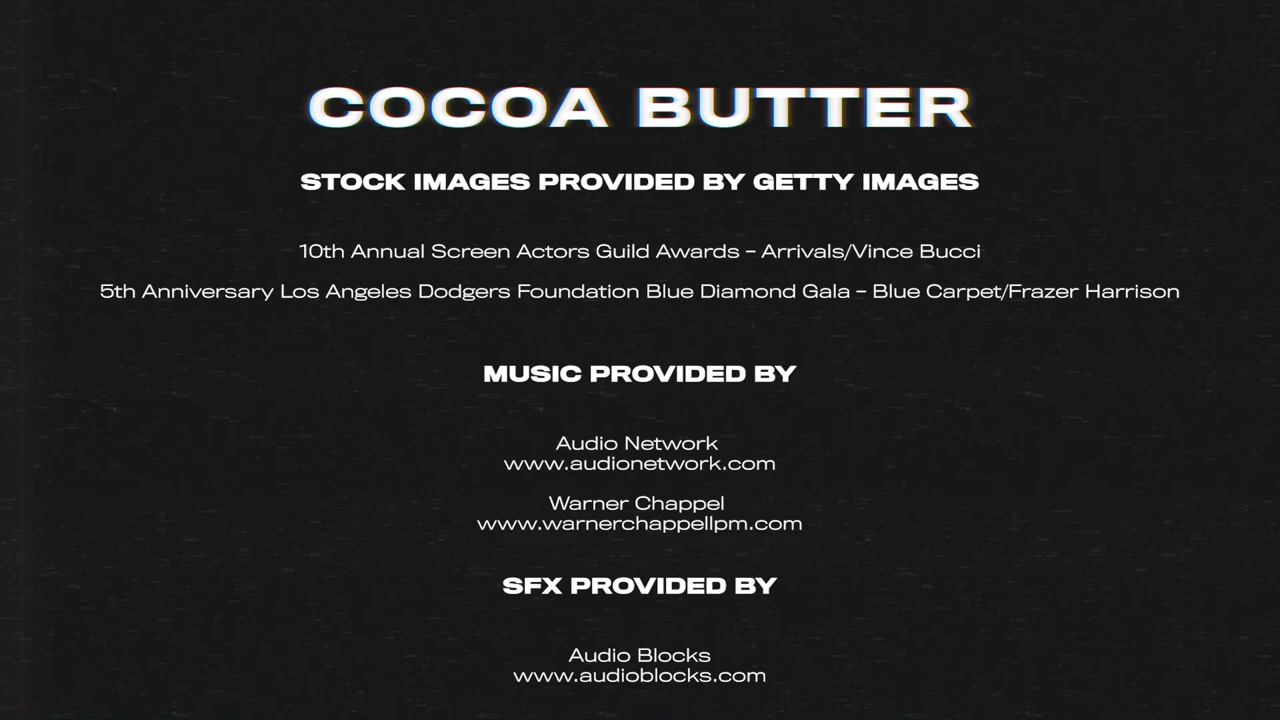 COCOA BUTTER
STOCK IMAGES PROVIDED BY GETTY IMAGES
10th Annual Screen Actors Guild Awards – Arrivals/Vince Bucci
5th Anniversary Los Angeles Dodgers Foundation Blue Diamond Gala – Blue Carpet/Frazer Harrison
MUSIC PROVIDED BY
Audio Network
www.audionetwork.com
Warner Chappel
www.warnerchappellpm.com
SFX PROVIDED BY
Audio Blocks
www.audioblocks.com